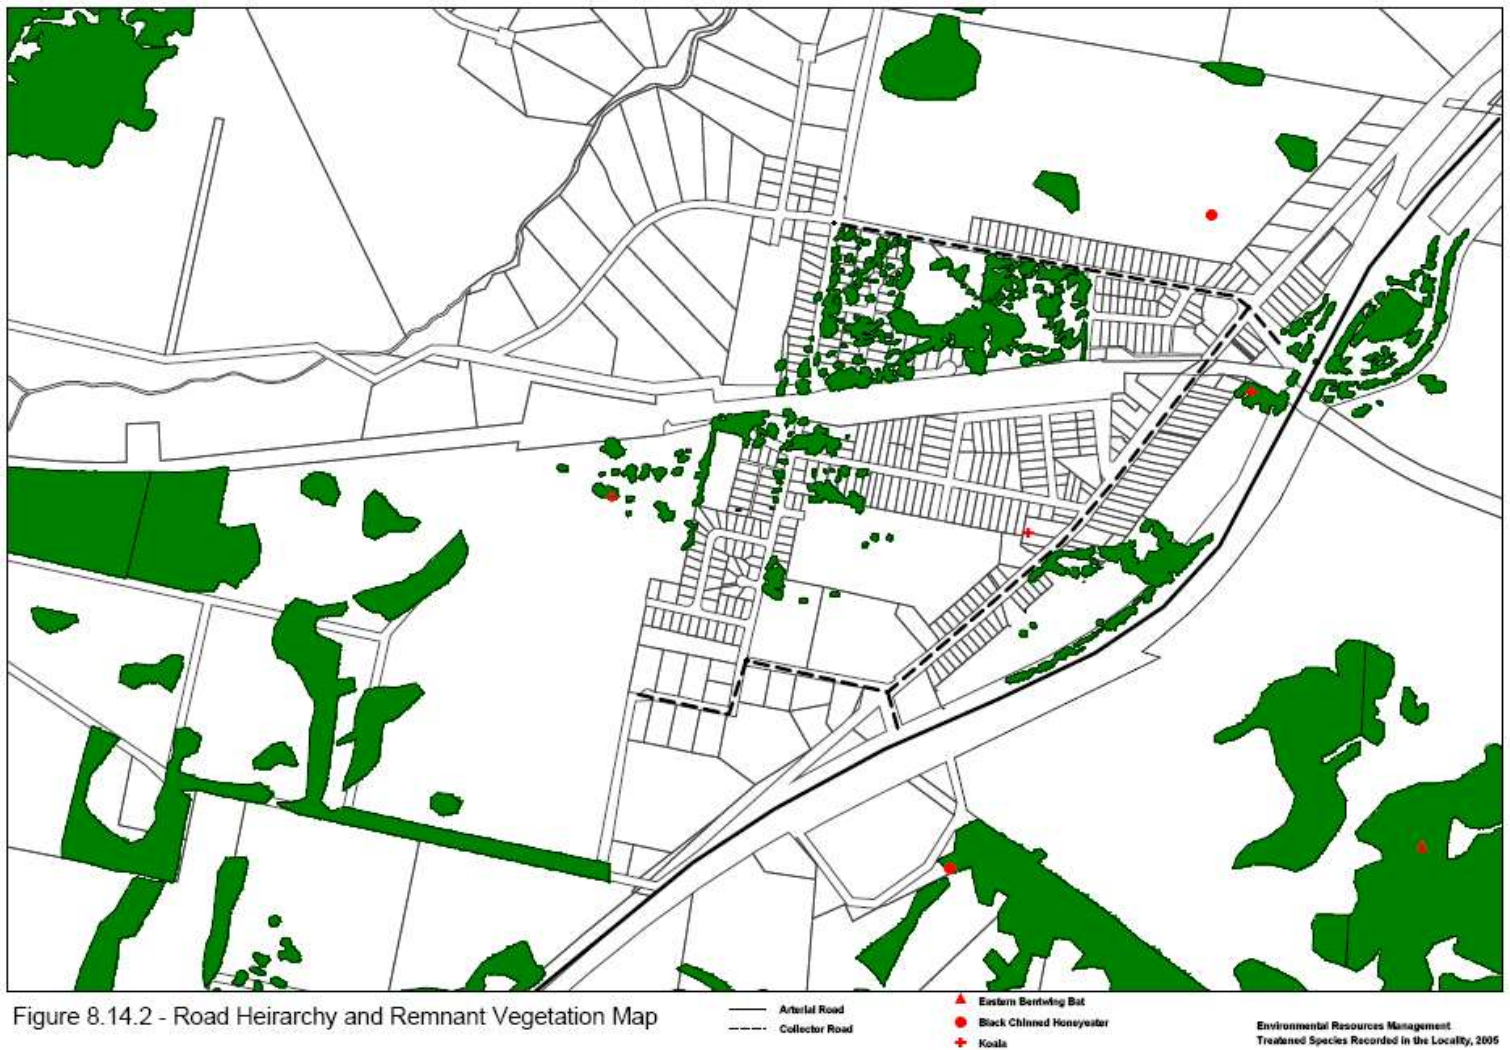 Figure 8.14.2 - Road Heirarchy and Remnant Vegetation Map
Arterial Road
Collector Road
Eastern Bentwing Bat
Black Chinned Honeyeater
Koala
Environmental Resources Management
Treatened Species Recorded in the Locality, 2005